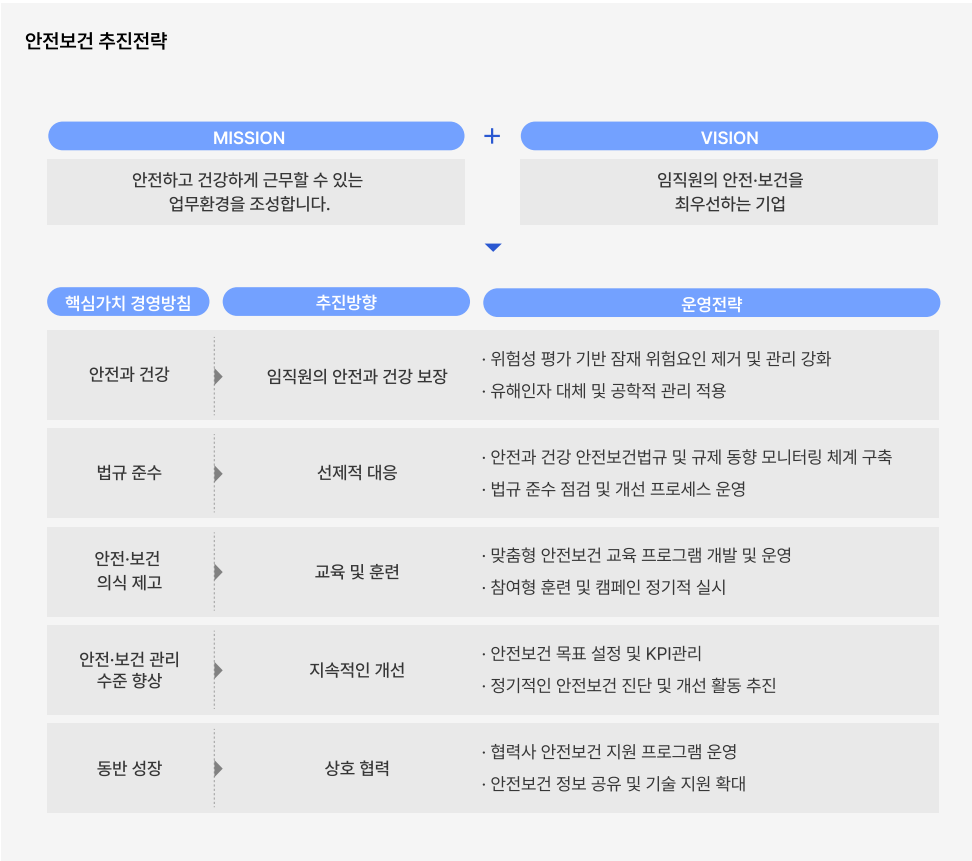 안전보건 추진전략
MISSION
+
VISION
안전하고 건강하게 근무할 수 있는
업무환경을 조성합니다.
임직원의 안전·보건을
최우선하는 기업
핵심가치 경영방침
추진방향
운영전략
안전과 건강
임직원의 안전과 건강 보장
· 위험성 평가 기반 잠재 위험요인 제거 및 관리 강화
· 유해인자 대체 및 공학적 관리 적용
법규 준수
선제적 대응
· 안전과 건강 안전보건법규 및 규제 동향 모니터링 체계 구축
· 법규 준수 점검 및 개선 프로세스 운영
안전·보건
의식 제고
교육 및 훈련
· 맞춤형 안전보건 교육 프로그램 개발 및 운영
· 참여형 훈련 및 캠페인 정기적 실시
안전·보건 관리
수준 향상
지속적인 개선
· 안전보건 목표 설정 및 KPI관리
· 정기적인 안전보건 진단 및 개선 활동 추진
동반 성장
상호 협력
· 협력사 안전보건 지원 프로그램 운영
· 안전보건 정보 공유 및 기술 지원 확대